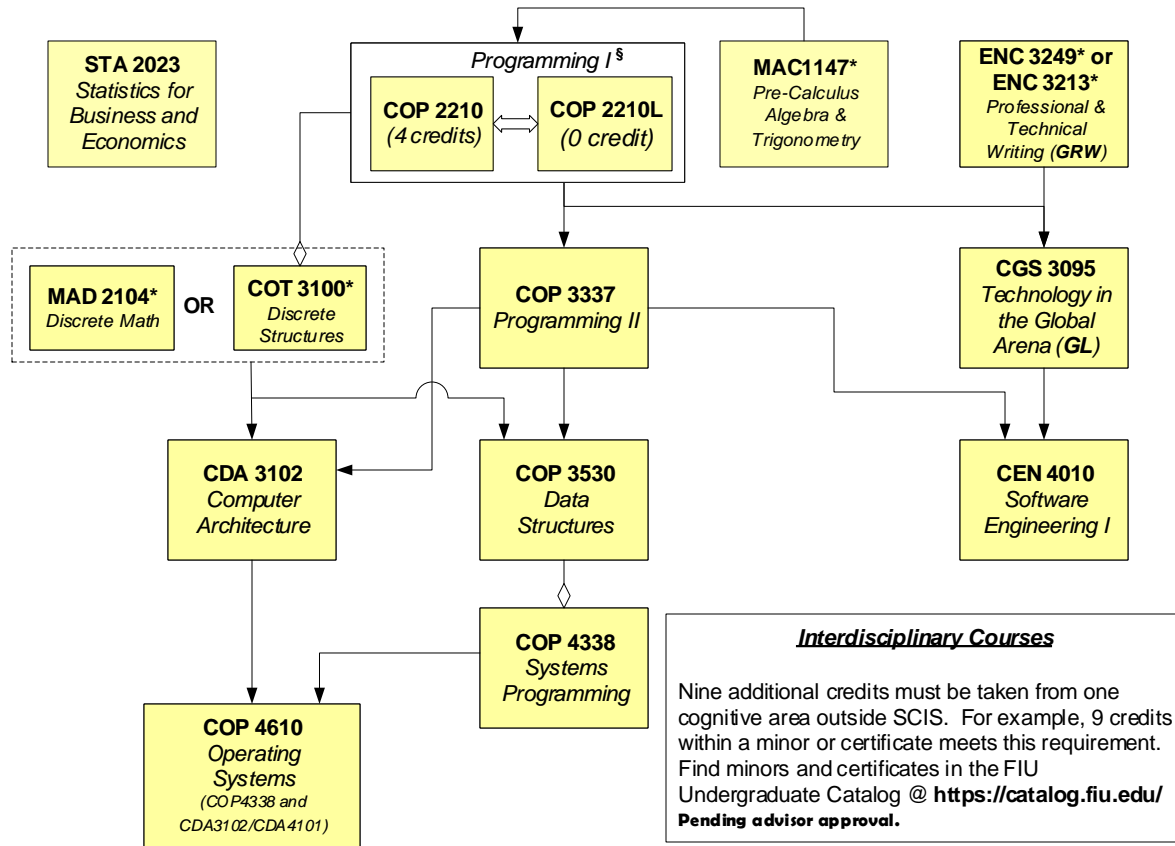 STA 2023
Statistics for
Business and
Economics
Programming I §
COP 2210
(4 credits)
COP 2210L
(0 credit)
MAC1147*
Pre-Calculus
Algebra &
Trigonometry
ENC 3249* or
ENC 3213*
Professional &
Technical
Writing (GRW)
MAD 2104*
Discrete Math
OR
COT 3100*
Discrete
Structures
COP 3337
Programming II
CGS 3095
Technology in
the Global
Arena (GL)
CDA 3102
Computer
Architecture
COP 3530
Data
Structures
CEN 4010
Software
Engineering I
COP 4338
Systems
Programming
COP 4610
Operating
Systems
(COP4338 and
CDA3102/CDA4101)
Interdisciplinary Courses
Nine additional credits must be taken from one
cognitive area outside SCIS. For example, 9 credits
within a minor or certificate meets this requirement.
Find minors and certificates in the FIU
Undergraduate Catalog @ https://catalog.fiu.edu/
Pending advisor approval.